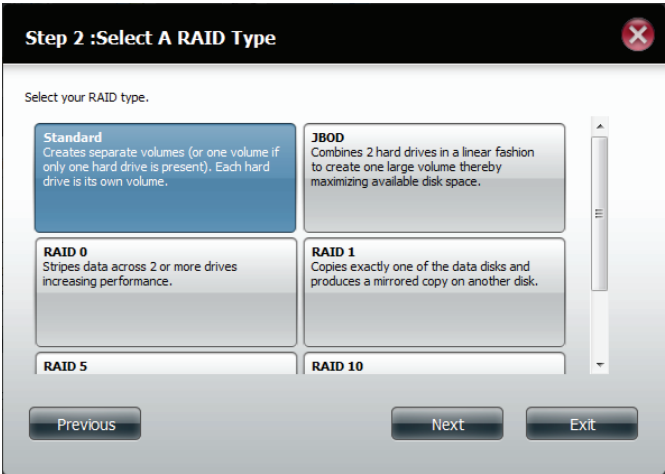 Step 2 :Select A RAID Type
Select your RAID type.
Standard
Creates separate volumes (or one volume if
only one hard drive is present). Each hard
drive is its own volume.
JBOD
Combines 2 hard drives in a linear fashion
to create one large volume thereby
maximizing available disk space.
RAID 0
Stripes data across 2 or more drives
increasing performance.
RAID 1
Copies exactly one of the data disks and
produces a mirrored copy on another disk.
RAID 5
RAID 10
Previous
Next
Exit